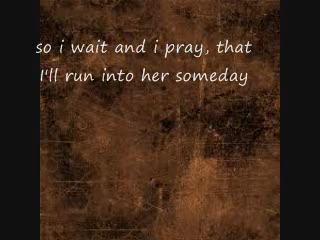 so i wait and i pray, that
I'll run into her someday